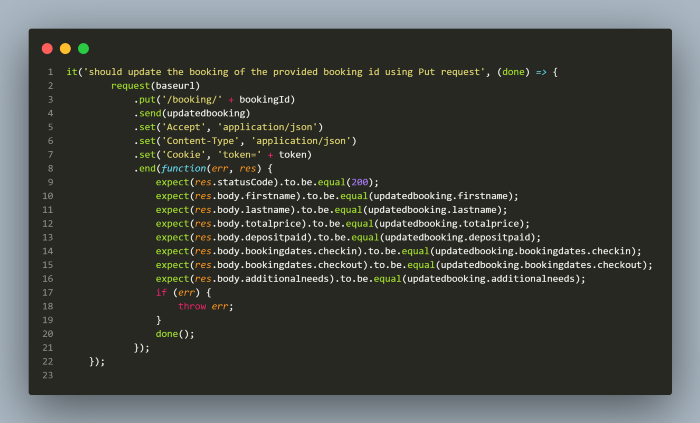 1 it('should update the booking of the provided booking id using Put request', (done) => {
2 request(baseurl)
3 .put('/booking/' + bookingId)
4 .send(updatedbooking)
5 .set('Accept', 'application/json')
6 .set('Content-Type', 'application/json')
7 .set('Cookie', 'token=' + token)
8 .end(function(err, res) {
9 expect(res.statusCode).to.be.equal(200);
10 expect(res.body.firstname).to.be.equal(updatedbooking.firstname);
11 expect(res.body.lastname).to.be.equal(updatedbooking.lastname);
12 expect(res.body.totalprice).to.be.equal(updatedbooking.totalprice);
13 expect(res.body.depositpaid).to.be.equal(updatedbooking.depositpaid);
14 expect(res.body.bookingdates.checkin).to.be.equal(updatedbooking.bookingdates.checkin);
15 expect(res.body.bookingdates.checkout).to.be.equal(updatedbooking.bookingdates.checkout);
16 expect(res.body.additionalneeds).to.be.equal(updatedbooking.additionalneeds);
17 if (err) {
18 throw err;
19 }
20 done();
21 });
22 });
23